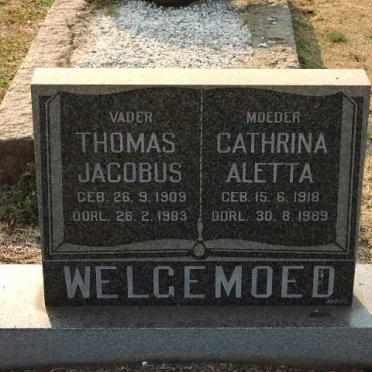 VADER
THOMAS
JACOBUS
GEB. 26. 9. 1909
OORL. 26. 2. 1983
MOEDER
CATHRINA
ALETTA
GEB. 15. 6. 1918
OORL. 30. 8. 1989
WELGEMOED